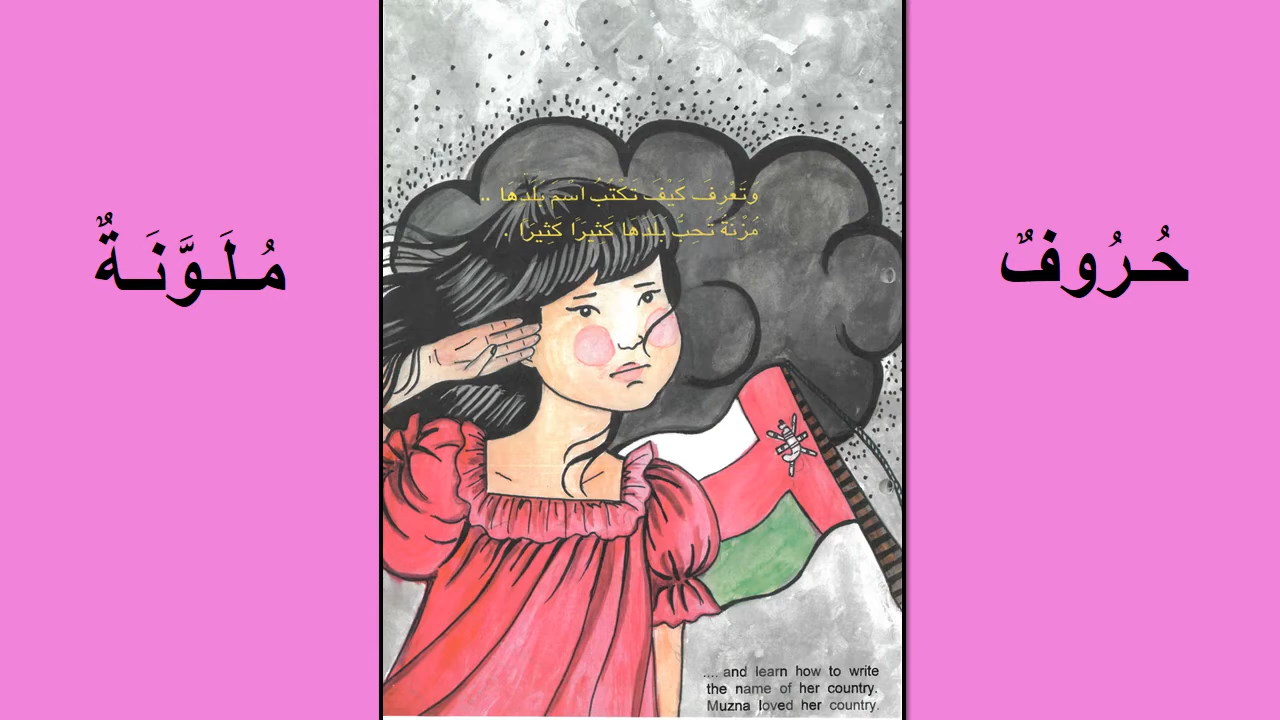 حُـرُوفٌ
مُـلَـوَّنَـةٌ
وَتَعْرِفَ كَيْفَ تَكْتُبُ اسْمَ بَلَدِهَا ..
مُزْنَةُ تُحِبُّ بَلَدَهَا كَثِيرًا كَثِيرًا .
.... and learn how to write
the name of her country.
Muzna loved her country.